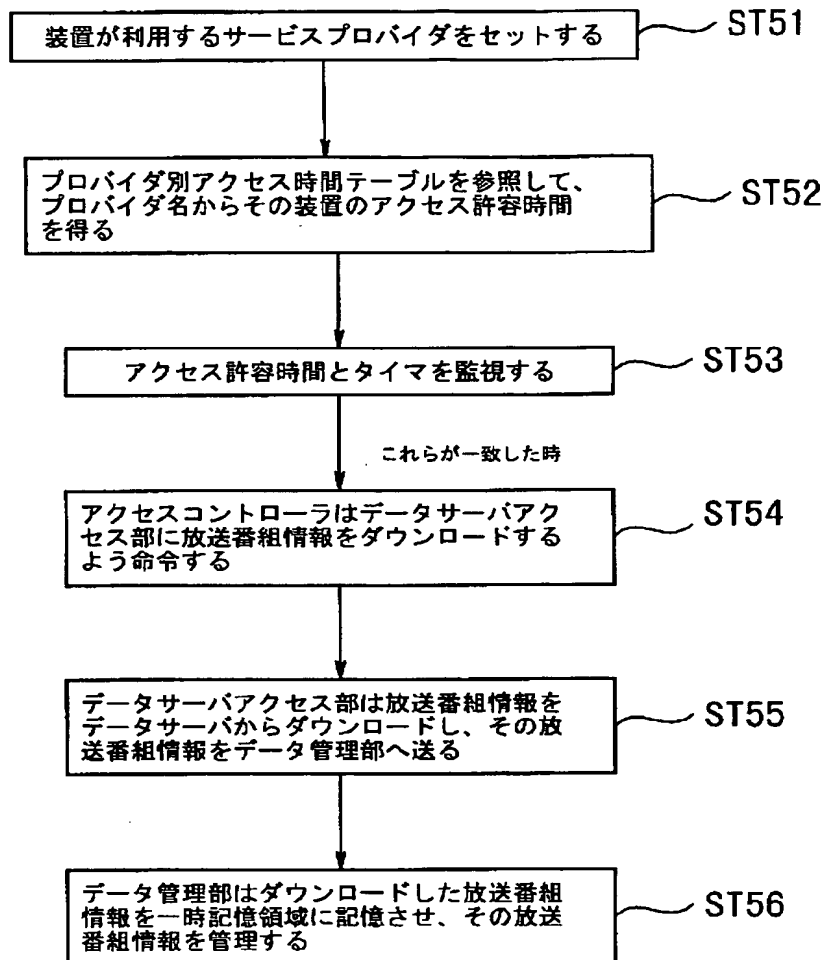 装置が利用するサービスプロバイダをセットする
ST51
プロバイダ別アクセス時間テーブルを参照して、
プロバイダ名からその装置のアクセス許容時間
を得る
ST52
アクセス許容時間とタイマを監視する
ST53
これらが一致した時
アクセスコントローラはデータサーバアク
セス部に放送番組情報をダウンロードする
よう命令する
ST54
データサーバアクセス部は放送番組情報を
データサーバからダウンロードし、その放
送番組情報をデータ管理部へ送る
ST55
データ管理部はダウンロードした放送番組
情報を一時記憶領域に記憶させ、その放送
番組情報を管理する
ST56